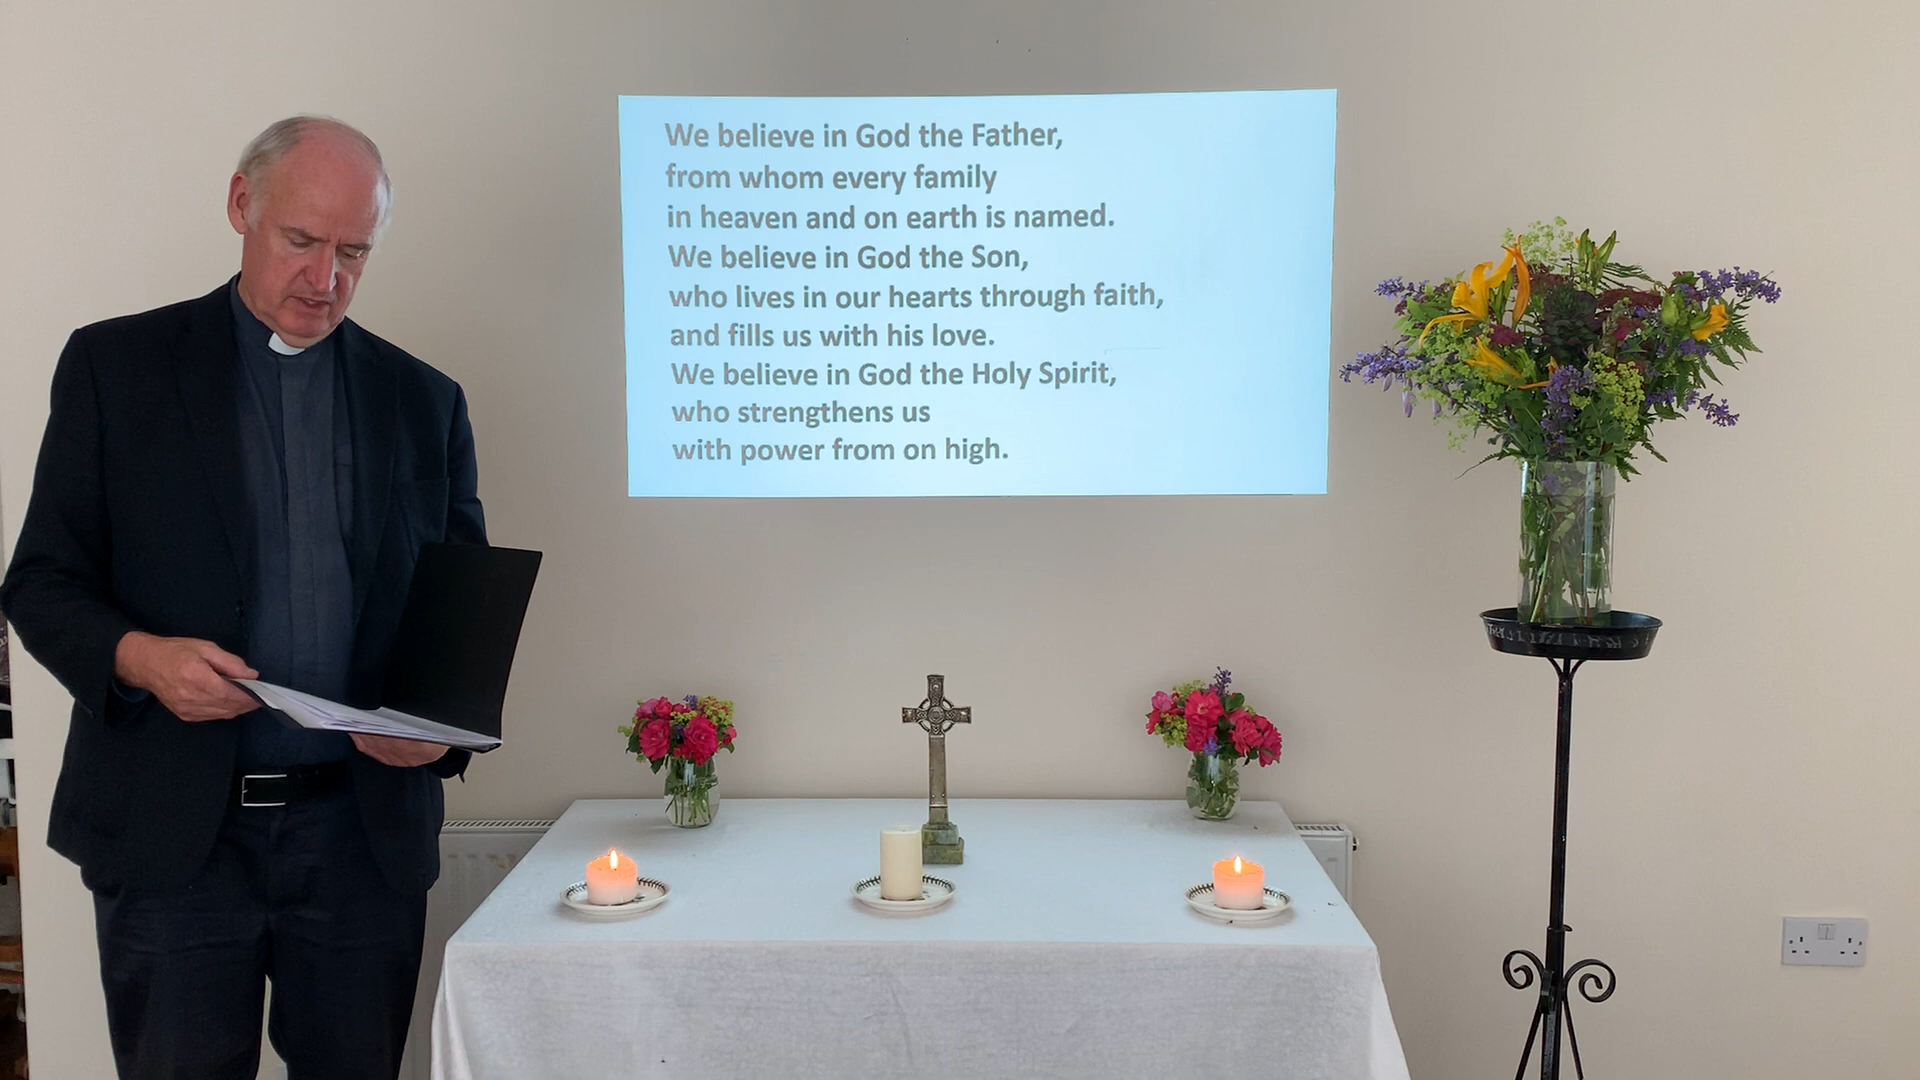 We believe in God the Father,
from whom every family
in heaven and on earth is named.
We believe in God the Son,
who lives in our hearts through faith,
and fills us with his love.
We believe in God the Holy Spirit,
who strengthens us
with power from on high.